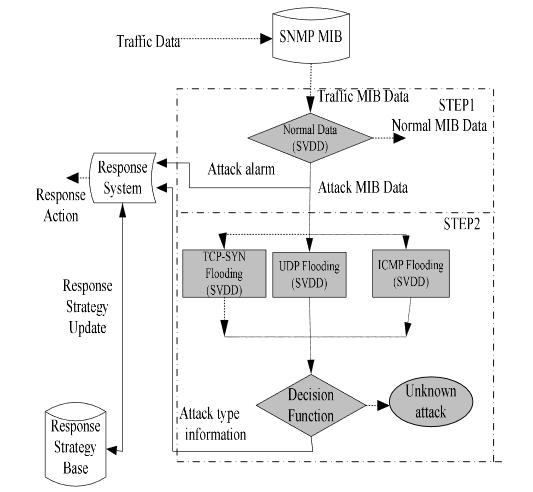 Traffic Data
SNMP MIB
Traffic MIB Data
STEP1
Normal Data
(SVDD)
Normal MIB Data
Response
System
Attack alarm
Attack MIB Data
Response
Action
STEP2
TCP-SYN
Flooding
(SVDD)
UDP Flooding
(SVDD)
ICMP Flooding
(SVDD)
Response
Strategy
Update
Decision
Function
Unknown
attack
Attack type
information
Response
Strategy
Base